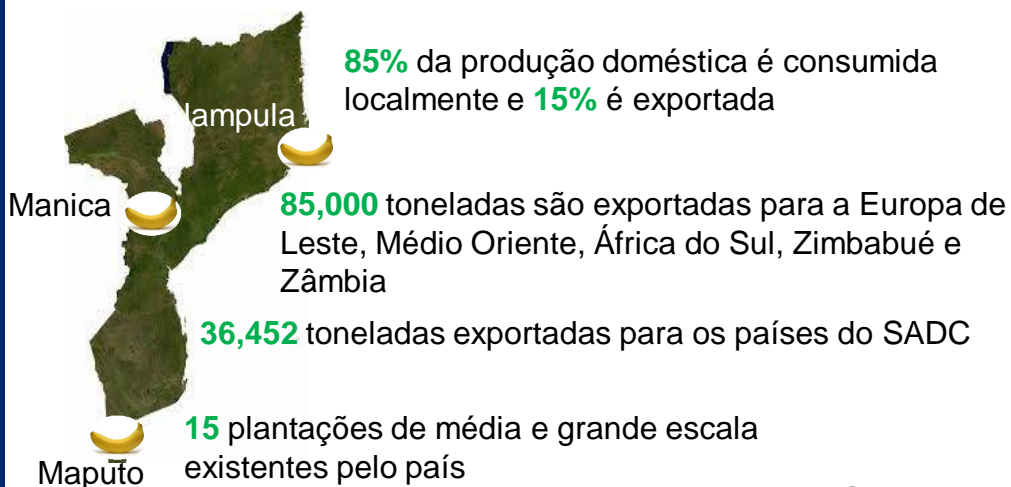 85% da produção doméstica é consumida
localmente e 15% é exportada
lampula
Manica
85,000 toneladas são exportadas para a Europa de
Leste, Médio Oriente, África do Sul, Zimbabué e
Zâmbia
36,452 toneladas exportadas para os países do SADC
15 plantações de média e grande escala
existentes pelo país
Maputo